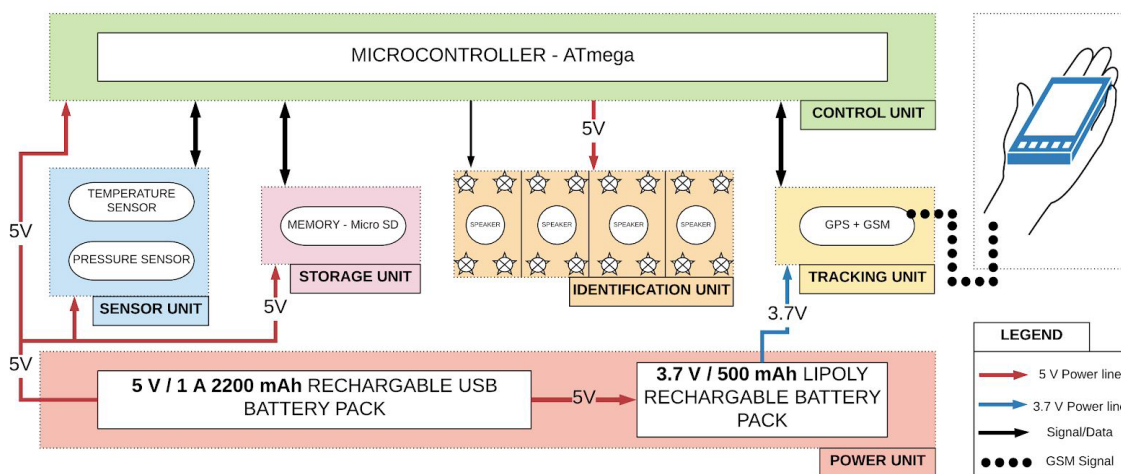 MICROCONTROLLER - ATmega
CONTROL UNIT
5V
5V
TEMPERATURE
SENSOR
PRESSURE SENSOR
SENSOR UNIT
MEMORY - Micro SD
STORAGE UNIT
5V
SPEAKER
SPEAKER
SPEAKER
SPEAKER
IDENTIFICATION UNIT
GPS + GSM
TRACKING UNIT
3.7V
5V
5 V / 1 A 2200 mAh RECHARGABLE USB
BATTERY PACK
5V
3.7 V / 500 mAh LIPOLY
RECHARGABLE BATTERY
PACK
POWER UNIT
LEGEND
5 V Power line
3.7 V Power line
Signal/Data
GSM Signal